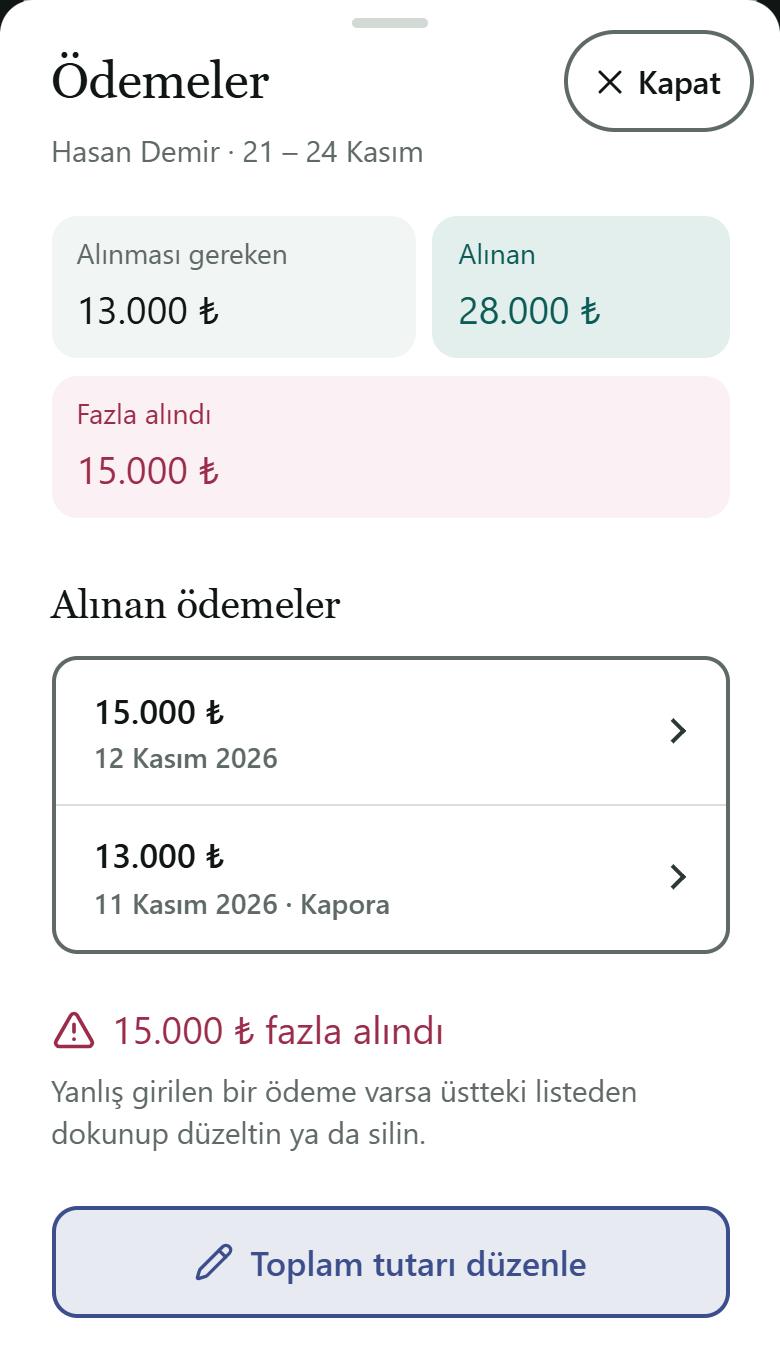 Ödemeler
Kapat
Hasan Demir · 21 – 24 Kasım
Alınması gereken
13.000 ₺
Alınan
28.000 ₺
Fazla alındı
15.000 ₺
Alınan ödemeler
15.000 ₺
12 Kasım 2026
13.000 ₺
11 Kasım 2026 · Kapora
15.000 ₺ fazla alındı
Yanlış girilen bir ödeme varsa üstteki listeden
dokunup düzeltin ya da silin.
Toplam tutarı düzenle